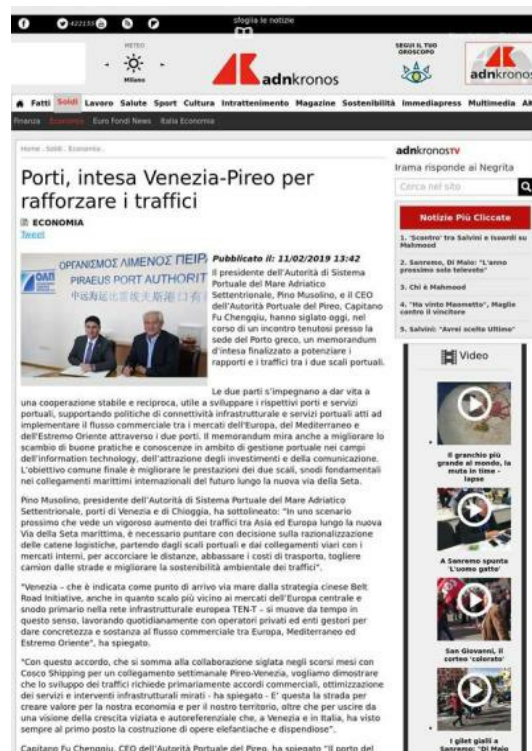 422155
sfoglia le notizie
METEO
Milano
adnkronos
SEGUI IL TUO
OROSCOPO
adnkronos
Fatti Soldi Lavoro Salute Sport Cultura Intrattenimento Magazine Sostenibilità Immediapress Multimedia AK
Finanza Economia Euro Fondi News Italia Economia
Home . Soldi . Economia .
Porti, intesa Venezia-Pireo per
rafforzare i traffici
ECONOMIA
Tweet
ΟΡΓΑΝΙΣΜΟΣ ΛΙΜΕΝΟΣ ΠΕΙΡΑ
PIRAEUS PORT AUTHORIT
ΟΛΠ
Pubblicato il: 11/02/2019 13:42
Il presidente dell'Autorità di Sistema
Portuale del Mare Adriatico
Settentrionale, Pino Musolino, e il CEO
dell'Autorità Portuale del Pireo, Capitano
Fu Chengqiu, hanno siglato oggi, nel
corso di un incontro tenutosi presso la
sede del Porto greco, un memorandum
d'intesa finalizzato a potenziare i
rapporti e i traffici tra i due scali portuali.
Le due parti s'impegnano a dar vita a
una cooperazione stabile e reciproca, utile a sviluppare i rispettivi porti e servizi
portuali, supportando politiche di connettività infrastrutturale e servizi portuali atti ad
implementare il flusso commerciale tra i mercati dell'Europa, del Mediterraneo e
dell'Estremo Oriente attraverso i due porti. Il memorandum mira anche a migliorare lo
scambio di buone pratiche e conoscenze in ambito di gestione portuale nei campi
dell'information technology, dell'attrazione degli investimenti e della comunicazione.
L'obiettivo comune finale è migliorare le prestazioni dei due scali, snodi fondamentali
nei collegamenti marittimi internazionali del futuro lungo la nuova via della Seta.
Pino Musolino, presidente dell'Autorità di Sistema Portuale del Mare Adriatico
Settentrionale, porti di Venezia e di Chioggia, ha sottolineato: "In uno scenario
prossimo che vede un vigoroso aumento dei traffici tra Asia ed Europa lungo la nuova
Via della Seta marittima, è necessario puntare con decisione sulla razionalizzazione
delle catene logistiche, partendo dagli scali portuali e dai collegamenti viari con i
mercati interni, per accorciare le distanze, abbassare i costi di trasporto, togliere
camion dalle strade e migliorare la sostenibilità ambientale dei traffici".
"Venezia – che è indicata come punto di arrivo via mare dalla strategia cinese Belt
Road Initiative, anche in quanto scalo più vicino ai mercati dell'Europa centrale e
snodo primario nella rete infrastrutturale europea TEN-T – si muove da tempo in
questo senso, lavorando quotidianamente con operatori privati ed enti gestori per
dare concretezza e sostanza al flusso commerciale tra Europa, Mediterraneo ed
Estremo Oriente", ha spiegato.
"Con questo accordo, che si somma alla collaborazione siglata negli scorsi mesi con
Cosco Shipping per un collegamento settimanale Pireo-Venezia, vogliamo dimostrare
che lo sviluppo dei traffici richiede primariamente accordi commerciali, ottimizzazione
dei servizi e interventi infrastrutturali mirati - ha spiegato - E' questa la strada per
creare valore per la nostra economia e per il nostro territorio, oltre che per uscire da
una visione della crescita viziata e autoreferenziale che, a Venezia e in Italia, ha visto
sempre al primo posto la costruzione di opere elefantiache e dispendiose".
Capitano Fu Chengqiu, CEO dell'Autorità Portuale del Pireo, ha spiegato "Il porto del
adnkronosTV
Irama risponde ai Negrita
Cerca nel sito
Notizie Più Cliccate
1. 'Scontro' tra Salvini e Isoardi su
Mahmood
2. Sanremo, Di Maio: "L'anno
prossimo solo televoto"
3. Chi è Mahmood
4. "Ha vinto Maometto", Maglie
contro il vincitore
5. Salvini: "Avrei scelto Ultimo"
Video
Il granchio più
grande al mondo, la
muta in time -
lapse
A Sanremo spunta
'L'uomo gatto'
San Giovanni, il
corteo 'colorato'
I gilet gialli a
Sanremo: "Di Maio